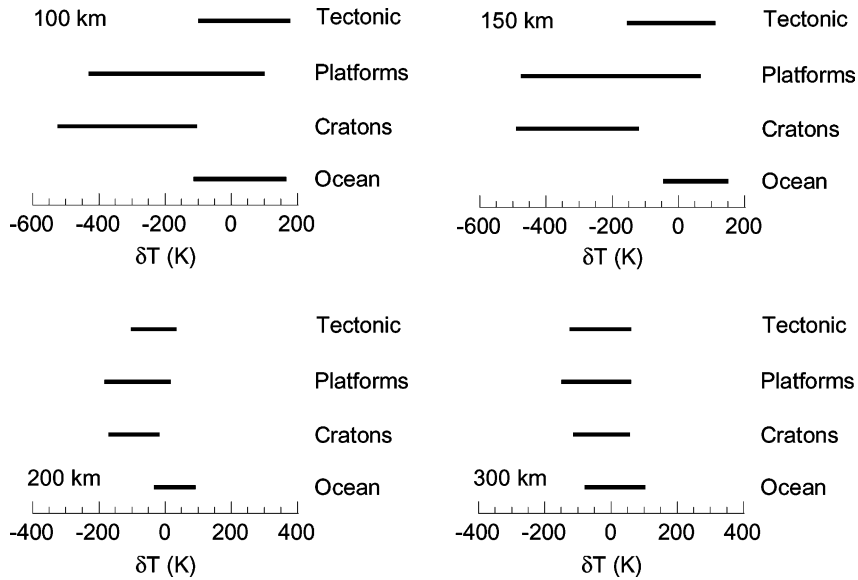 100 km
Tectonic
Platforms
Cratons
Ocean
-600 -400 -200 0 200
δT (K)
150 km
Tectonic
Platforms
Cratons
Ocean
-600 -400 -200 0 200
δT (K)
Tectonic
Platforms
Cratons
200 km
Ocean
-400 -200 0 200 400
δT (K)
Tectonic
Platforms
Cratons
300 km
Ocean
-400 -200 0 200 400
δT (K)